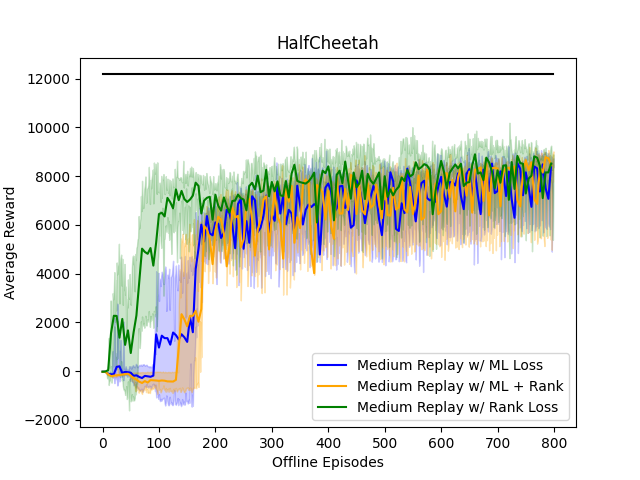 HalfCheetah
12000
10000
8000
6000
4000
2000
0
−2000
Average Reward
0 100 200 300 400 500 600 700 800
Offline Episodes
Medium Replay w/ ML Loss
Medium Replay w/ ML + Rank
Medium Replay w/ Rank Loss